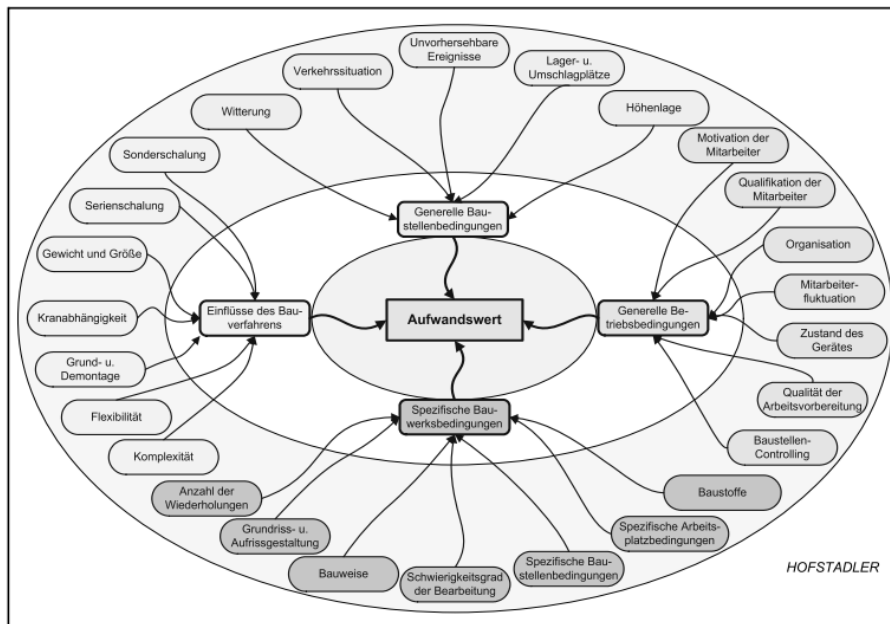 Unvorhersehbare
Ereignisse
Lager- u.
Umschlagplätze
Verkehrssituation
Witterung
Höhenlage
Sonderschalung
Motivation der
Mitarbeiter
Serienschalung
Qualifikation der
Mitarbeiter
Generelle Bau-
stellenbedingungen
Gewicht und Größe
Organisation
Kranabhängigkeit
Einflüsse des Bau-
verfahrens
Aufwandswert
Generelle Be-
triebsbedingungen
Mitarbeiter-
fluktuation
Grund- u.
Demontage
Zustand des
Gerätes
Flexibilität
Spezifische Bau-
werksbedingungen
Qualität der
Arbeitsvorbereitung
Komplexität
Baustellen-
Controlling
Anzahl der
Wiederholungen
Baustoffe
Grundriss- u.
Aufrissgestaltung
Spezifische Arbeits-
platzbedingungen
Bauweise
Schwierigkeitsgrad
der Bearbeitung
Spezifische Bau-
stellenbedingungen
HOFSTADLER